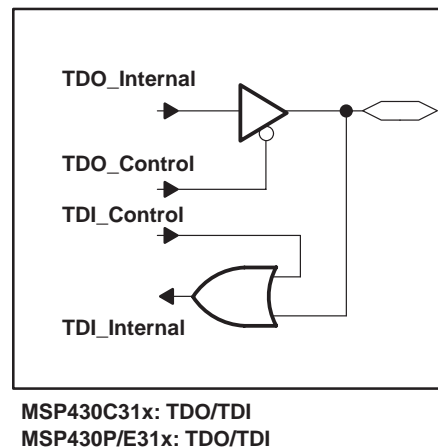 TDO_Internal
TDO_Control
TDI_Control
TDI_Internal
MSP430C31x: TDO/TDI
MSP430P/E31x: TDO/TDI